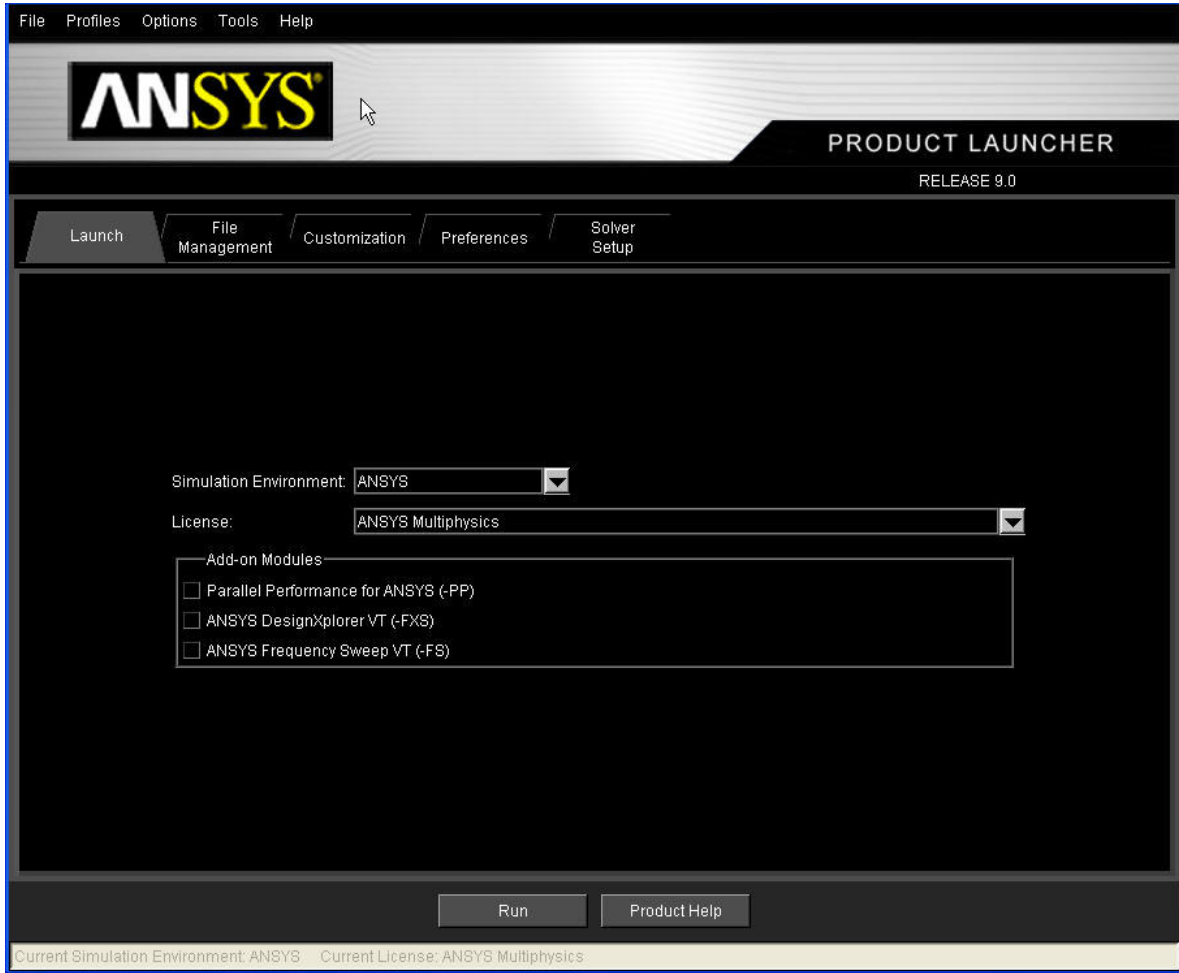 File Profiles Options Tools Help
ANSYS®
PRODUCT LAUNCHER
RELEASE 9.0
Launch
File
Management
Customization
Preferences
Solver
Setup
Simulation Environment: ANSYS
License: ANSYS Multiphysics
Add-on Modules
Parallel Performance for ANSYS (-PP)
ANSYS DesignXplorer VT (-FXS)
ANSYS Frequency Sweep VT (-FS)
Run Product Help
Current Simulation Environment: ANSYS Current License: ANSYS Multiphysics